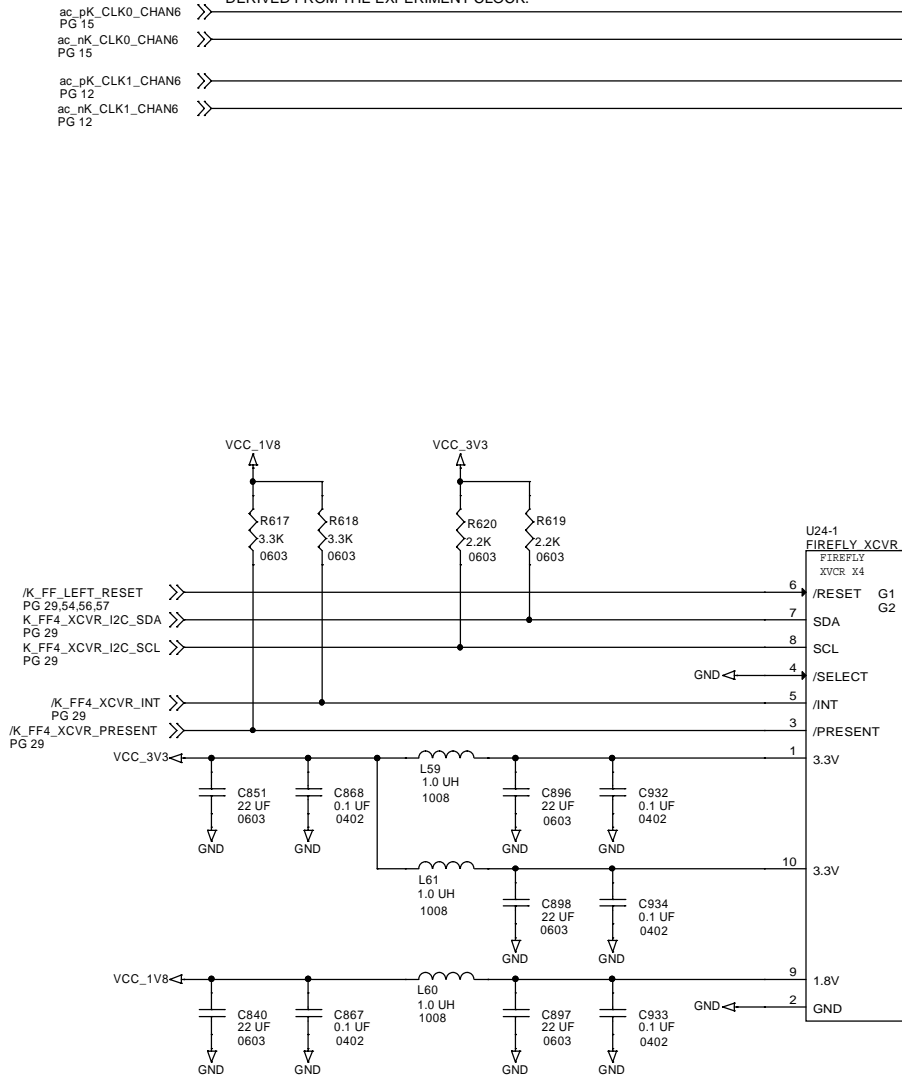 DERIVED FROM THE EXPERIMENT CLOCK.
ac_pK_CLK0_CHAN6
PG 15
ac_nK_CLK0_CHAN6
PG 15
ac_pK_CLK1_CHAN6
PG 12
ac_nK_CLK1_CHAN6
PG 12
VCC_1V8
VCC_3V3
R617
3.3K
0603
R618
3.3K
0603
R620
2.2K
0603
R619
2.2K
0603
U24-1
FIREFLY XCVR
FIREFLY
XVCR X4
/K_FF_LEFT_RESET
PG 29,54,56,57
6
/RESET
G1
G2
K_FF4_XCVR_I2C_SDA
PG 29
7
SDA
K_FF4_XCVR_I2C_SCL
PG 29
8
SCL
GND
4
/SELECT
/K_FF4_XCVR_INT
PG 29
5
/INT
/K_FF4_XCVR_PRESENT
PG 29
3
/PRESENT
VCC_3V3
1
3.3V
L59
1.0 UH
1008
C851
22 UF
0603
GND
C868
0.1 UF
0402
GND
C896
22 UF
0603
GND
C932
0.1 UF
0402
GND
10
3.3V
L61
1.0 UH
1008
C898
22 UF
0603
GND
C934
0.1 UF
0402
GND
VCC_1V8
9
1.8V
L60
1.0 UH
1008
GND
2
GND
C840
22 UF
0603
GND
C867
0.1 UF
0402
GND
C897
22 UF
0603
GND
C933
0.1 UF
0402
GND